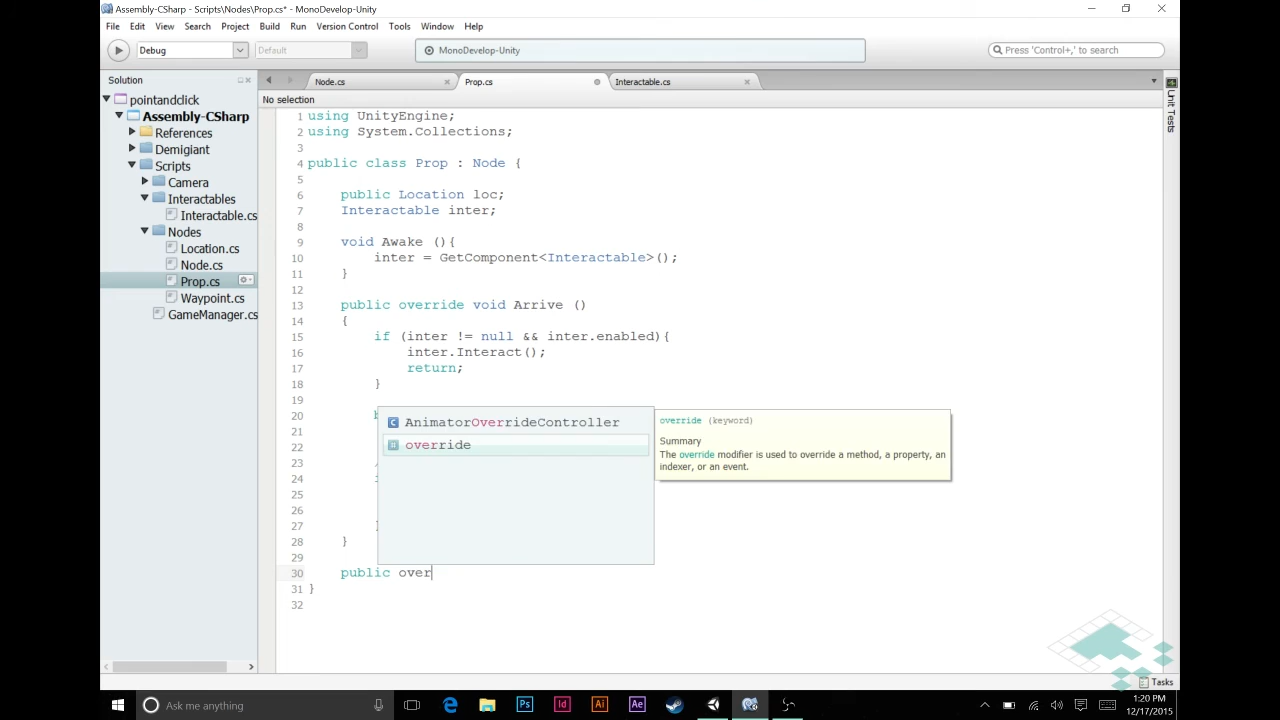 Assembly-CSharp - Scripts\Nodes\Prop.cs* - MonoDevelop-Unity
File Edit View Search Project Build Run Version Control Tools Window Help
Debug Default MonoDevelop-Unity Press 'Control+,' to search
Solution
pointandclick
Assembly-CSharp
References
Demigiant
Scripts
Camera
Interactables
Interactable.cs
Nodes
Location.cs
Node.cs
Prop.cs
Waypoint.cs
GameManager.cs
Node.cs Prop.cs Interactable.cs
No selection
1 using UnityEngine;
2 using System.Collections;
3
4 public class Prop : Node {
5
6 public Location loc;
7 Interactable inter;
8
9 void Awake (){
10 inter = GetComponent<Interactable>();
11 }
12
13 public override void Arrive ()
14 {
15 if (inter != null && inter.enabled){
16 inter.Interact();
17 return;
18 }
19
20
21
22
23
24
25
26
27
28 }
29
30 public over
31 }
32
AnimatorOverrideController
override
override (keyword)
Summary
The override modifier is used to override a method, a property, an
indexer, or an event.
Unit Tests
Tasks
Ask me anything
Ps Id Ai Ae
1:20 PM
12/17/2015